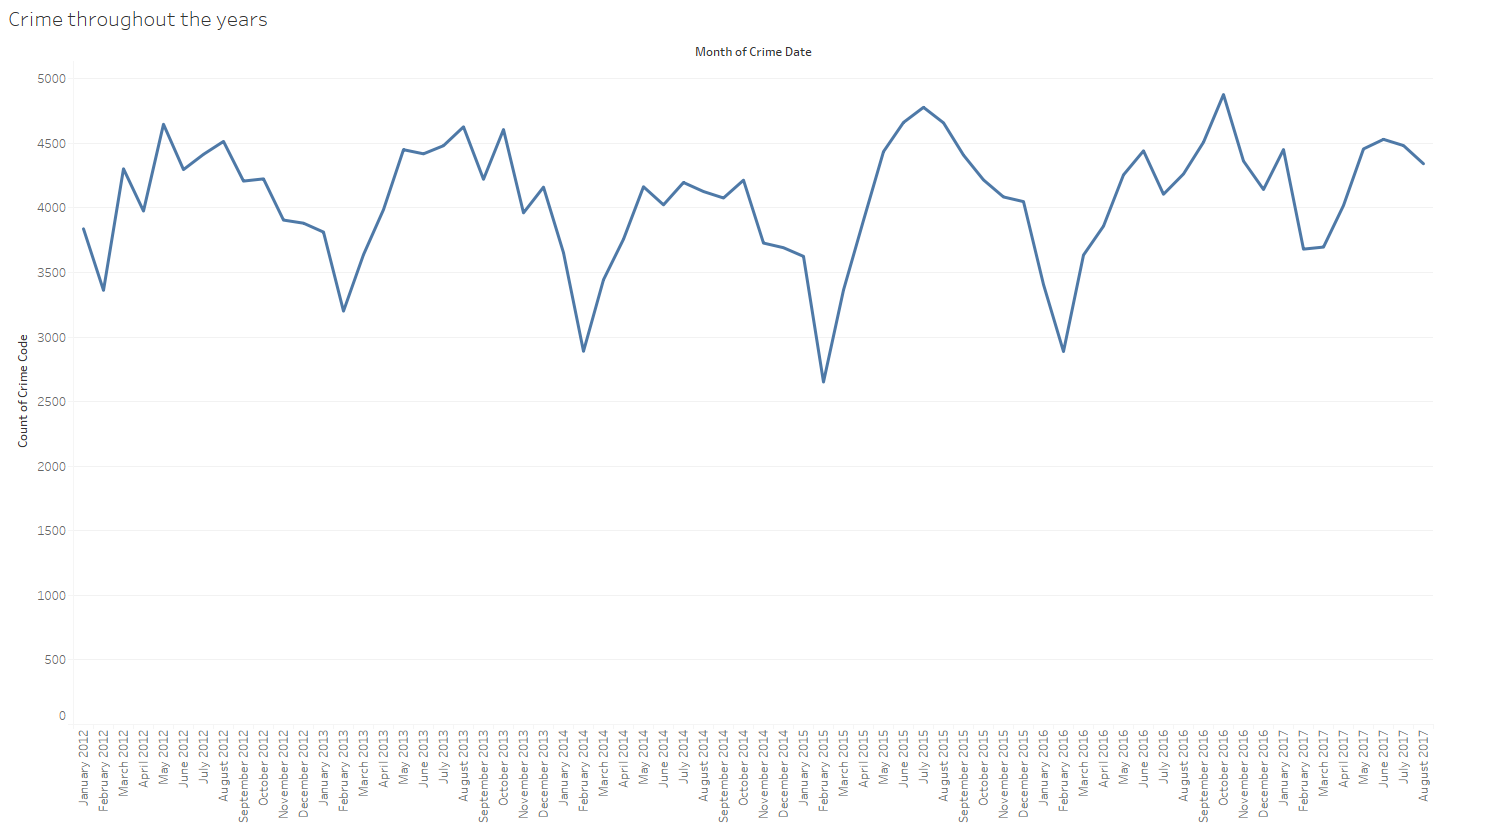 Crime throughout the years
Month of Crime Date
5000
4500
4000
3500
3000
2500
2000
1500
1000
500
0
Count of Crime Code
January 2012
February 2012
March 2012
April 2012
May 2012
June 2012
July 2012
August 2012
September 2012
October 2012
November 2012
December 2012
January 2013
February 2013
March 2013
April 2013
May 2013
June 2013
July 2013
August 2013
September 2013
October 2013
November 2013
December 2013
January 2014
February 2014
March 2014
April 2014
May 2014
June 2014
July 2014
August 2014
September 2014
October 2014
November 2014
December 2014
January 2015
February 2015
March 2015
April 2015
May 2015
June 2015
July 2015
August 2015
September 2015
October 2015
November 2015
December 2015
January 2016
February 2016
March 2016
April 2016
May 2016
June 2016
July 2016
August 2016
September 2016
October 2016
November 2016
December 2016
January 2017
February 2017
March 2017
April 2017
May 2017
June 2017
July 2017
August 2017